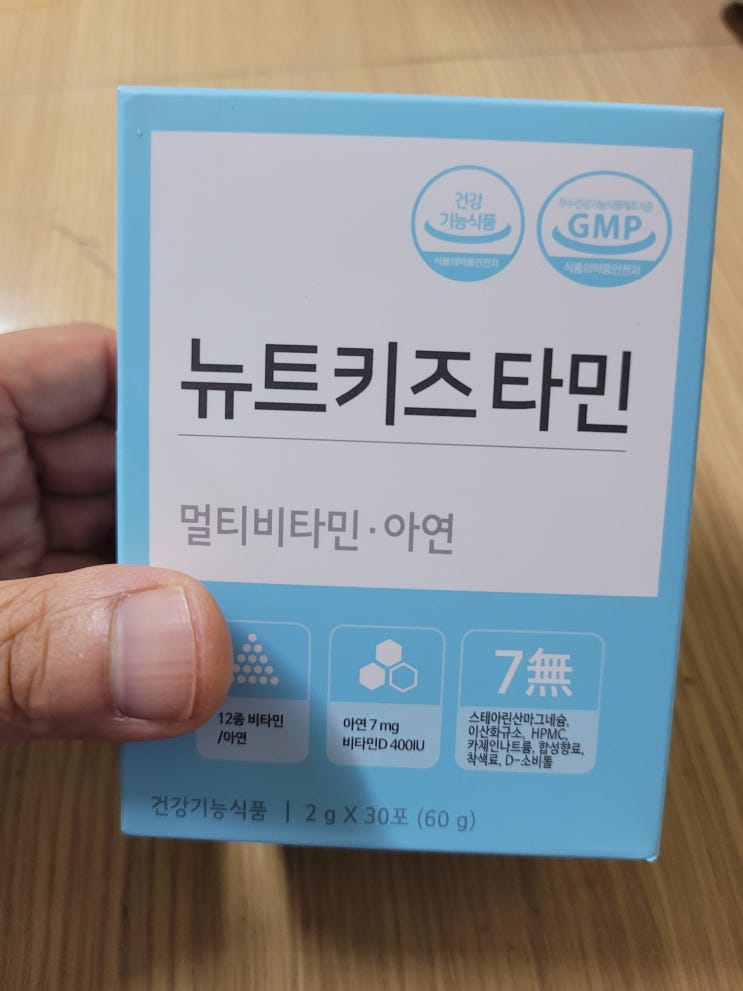 건강
기능식품
식품의약품안전처
우수건강기능식품제조기준
GMP
식품의약품안전처
뉴트키즈타민
멀티비타민·아연
12종 비타민
/아연
아연 7 mg
비타민D 400IU
7無
스테아린산마그네슘,
이산화규소, HPMC,
카제인나트륨, 합성향료,
착색료, D-소비톨
건강기능식품 | 2 g X 30포 (60 g)